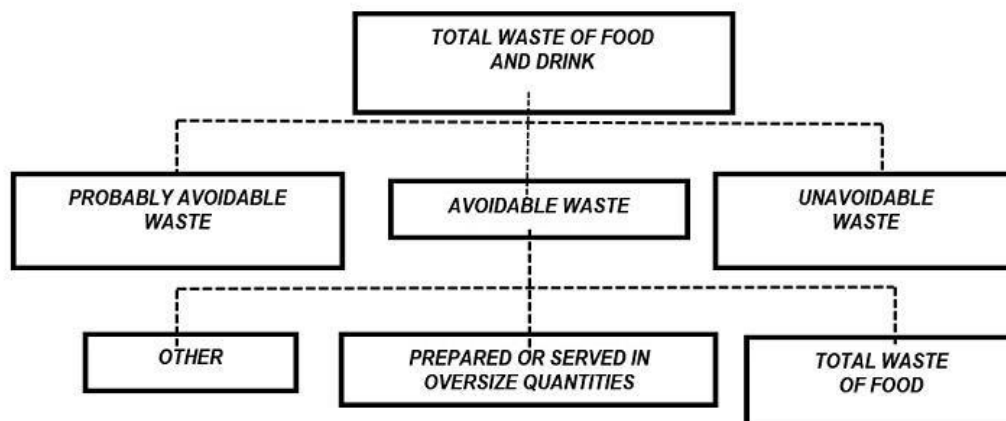 TOTAL WASTE OF FOOD
AND DRINK
PROBABLY AVOIDABLE
WASTE
AVOIDABLE WASTE
UNAVOIDABLE
WASTE
OTHER
PREPARED OR SERVED IN
OVERSIZE QUANTITIES
TOTAL WASTE
OF FOOD